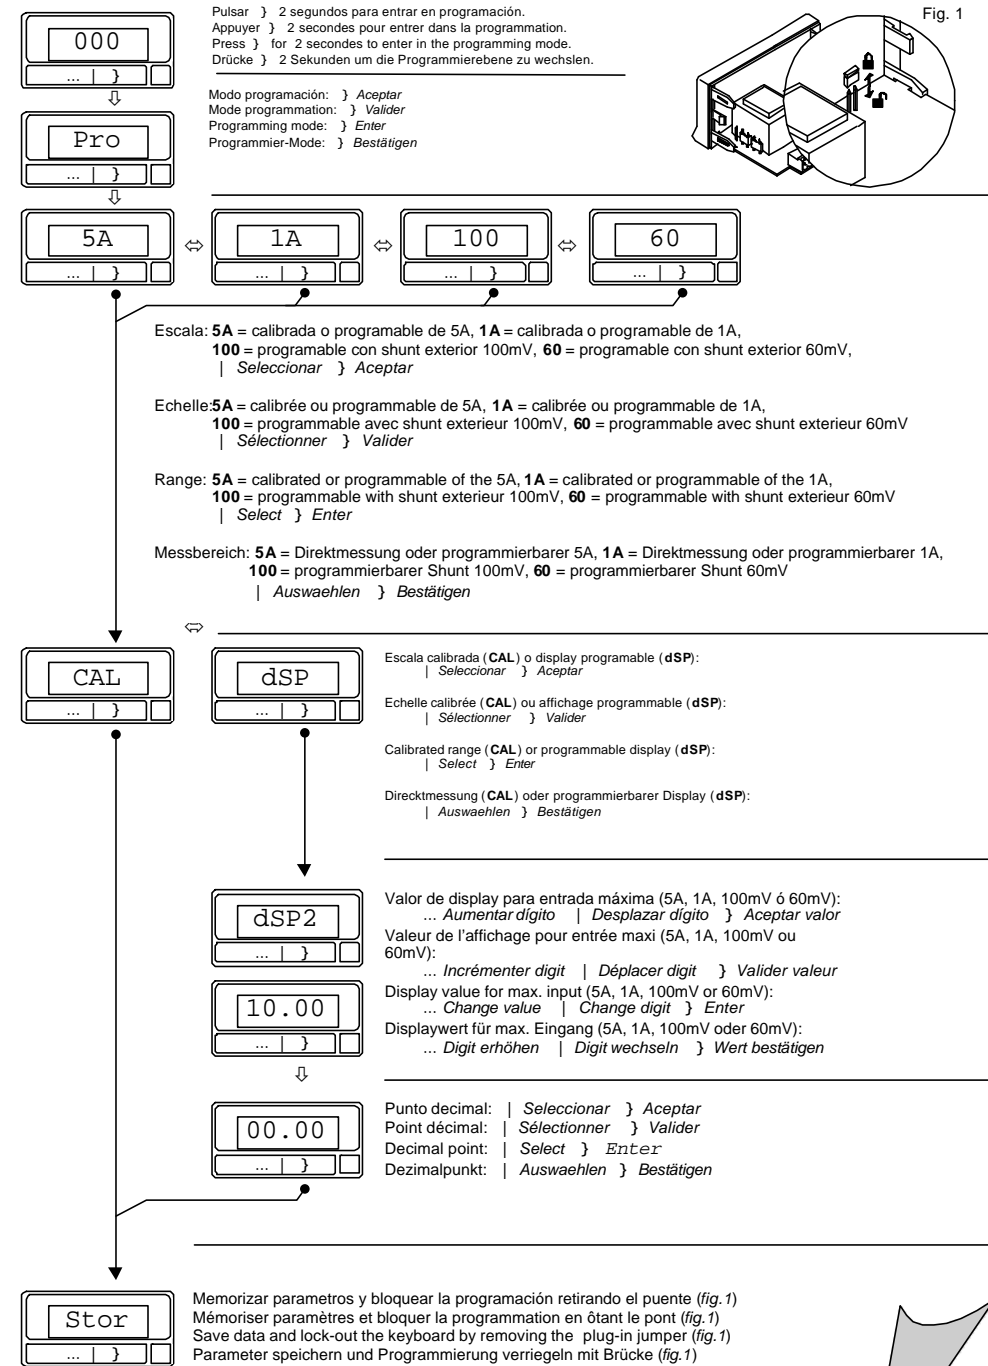 Pulsar } 2 segundos para entrar en programación.
Appuyer } 2 secondes pour entrer dans la programmation.
Press } for 2 secondes to enter in the programming mode.
Drücke } 2 Sekunden um die Programmierebene zu wechslen.
Fig. 1
000
... | }
Modo programación: } Aceptar
Mode programmation: } Valider
Programming mode: } Enter
Programmier-Mode: } Bestätigen
Pro
... | }
5A
... | }
1A
... | }
100
... | }
60
... | }
Escala: 5A = calibrada o programable de 5A, 1A = calibrada o programable de 1A,
100 = programable con shunt exterior 100mV, 60 = programable con shunt exterior 60mV,
| Seleccionar } Aceptar
Echelle:5A = calibrée ou programmable de 5A, 1A = calibrée ou programable de 1A,
100 = programmable avec shunt exterieur 100mV, 60 = programable avec shunt exterieur 60mV
| Sélectionner } Valider
Range: 5A = calibrated or programable of the 5A, 1A = calibrated or programable of the 1A,
100 = programmable with shunt exterieur 100mV, 60 = programmable with shunt exterieur 60mV
| Select } Enter
Messbereich: 5A = Direktmessung oder programmierbarer 5A, 1A = Direktmessung oder programmierbarer 1A,
100 = programmierbarer Shunt 100mV, 60 = programmierbarer Shunt 60mV
| Auswaehlen } Bestätigen
CAL
... | }
dSP
... | }
Escala calibrada (CAL) o display programable (dSP):
| Seleccionar } Aceptar
Echelle calibrée (CAL) ou affichage programmable (dSP):
| Sélectionner } Valider
Calibrated range (CAL) or programmable display (dSP):
| Select } Enter
Direcktmessung (CAL) oder programmierbarer Display (dSP):
| Auswaehlen } Bestätigen
dSP2
... | }
Valor de display para entrada máxima (5A, 1A, 100mV ó 60mV):
... Aumentar dígito | Desplazar dígito } Aceptar valor
Valeur de l'affichage pour entrée maxi (5A, 1A, 100mV ou
60mV):
... Incrémenter digit | Déplacer digit } Valider valeur
10.00
... | }
Display value for max. input (5A, 1A, 100mV or 60mV):
... Change value | Change digit } Enter
Displaywert für max. Eingang (5A, 1A, 100mV oder 60mV):
... Digit erhöhen | Digit wechseln } Wert bestätigen
00.00
... | }
Punto decimal: | Seleccionar } Aceptar
Point décimal: | Sélectionner } Valider
Decimal point: | Select } Enter
Dezimalpunkt: | Auswaehlen } Bestätigen
Stor
... | }
Memorizar parametros y bloquear la programación retirando el puente (fig.1)
Mémoriser paramètres et bloquer la programmation en ôtant le pont (fig.1)
Save data and lock-out the keyboard by removing the plug-in jumper (fig.1)
Parameter speichern und Programmierung verriegeln mit Brücke (fig.1)